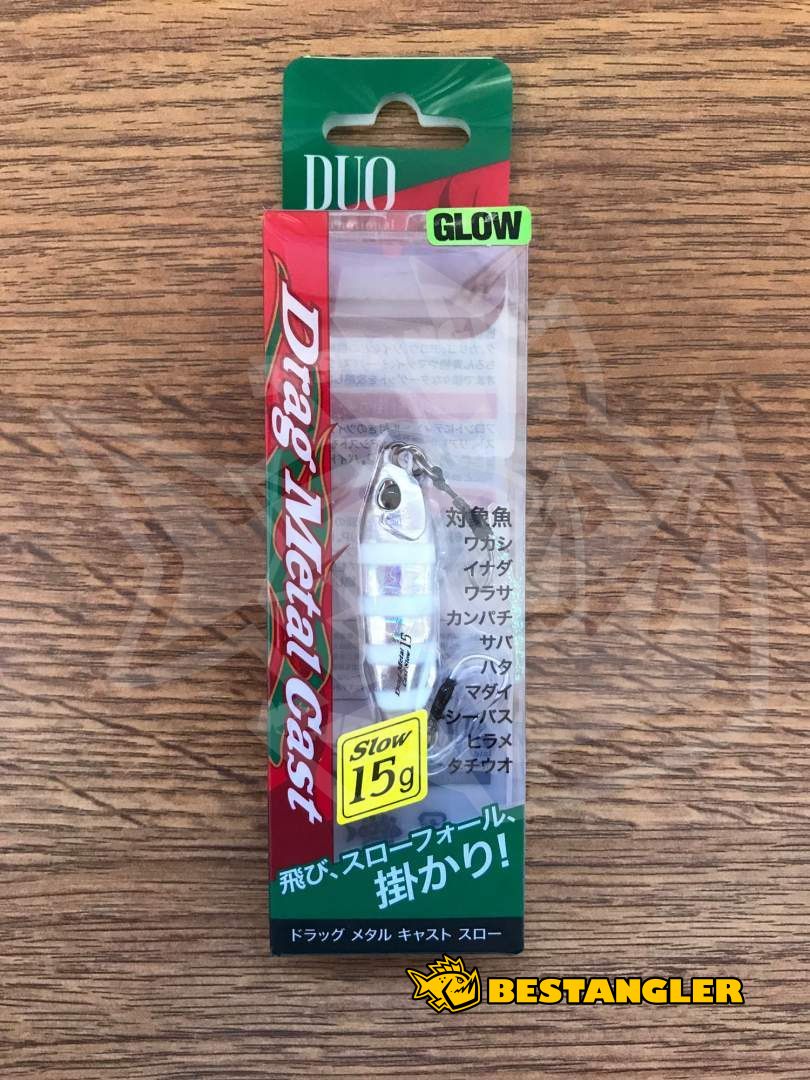 DUO
GLOW
Drag Metal Cast
対象魚
ワカシ
イナダ
ワラサ
カンパチ
サバ
ハタ
マダイ
シーバス
ヒラメ
タチウオ
Slow
15g
飛び、スローフォール、
掛かり!
ドラッグ メタル キャスト スロー
BESTANGLER